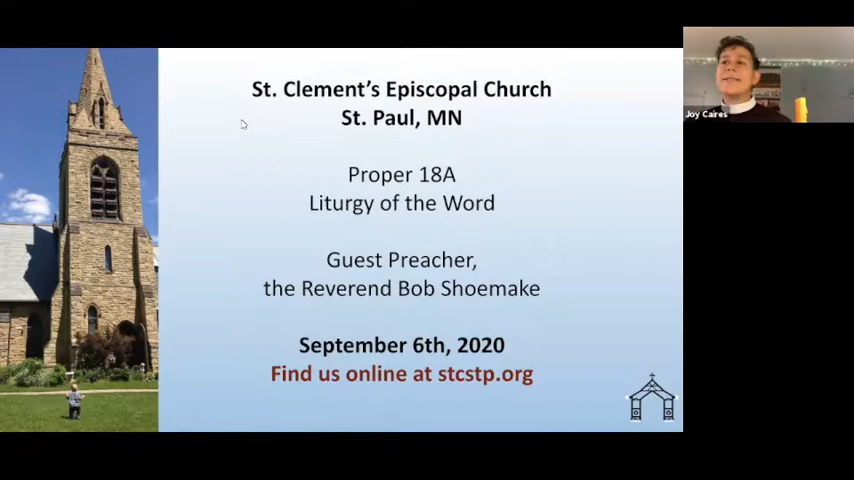 St. Clement's Episcopal Church
St. Paul, MN
Proper 18A
Liturgy of the Word
Guest Preacher,
the Reverend Bob Shoemake
September 6th, 2020
Find us online at stcstp.org
Joy Caires